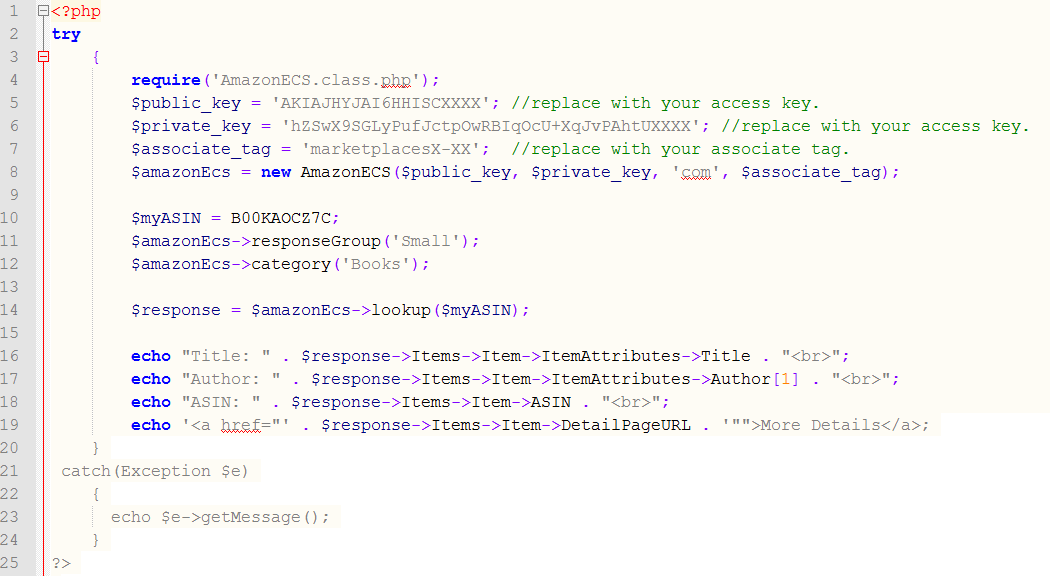 1 <?php
2 try
3 {
4 require('AmazonECS.class.php');
5 $public_key = 'AKIAJHYJAI6HHISCXXXX'; //replace with your access key.
6 $private_key = 'hZSwX9SGLyPufJctpOwRBIqOcU+XqJvPAhtUXXXX'; //replace with your access key.
7 $associate_tag = 'marketplacesX-XX';  //replace with your associate tag.
8 $amazonEcs = new AmazonECS($public_key, $private_key, 'com', $associate_tag);
9
10 $myASIN = B00KAOCZ7C;
11 $amazonEcs->responseGroup('Small');
12 $amazonEcs->category('Books');
13
14 $response = $amazonEcs->lookup($myASIN);
15
16 echo "Title: " . $response->Items->Item->ItemAttributes->Title . "<br>";
17 echo "Author: " . $response->Items->Item->ItemAttributes->Author[1] . "<br>";
18 echo "ASIN: " . $response->Items->Item->ASIN . "<br>";
19 echo '<a href="' . $response->Items->Item->DetailPageURL . '"">More Details</a>;
20 }
21 catch(Exception $e)
22 {
23 echo $e->getMessage();
24 }
25 ?>